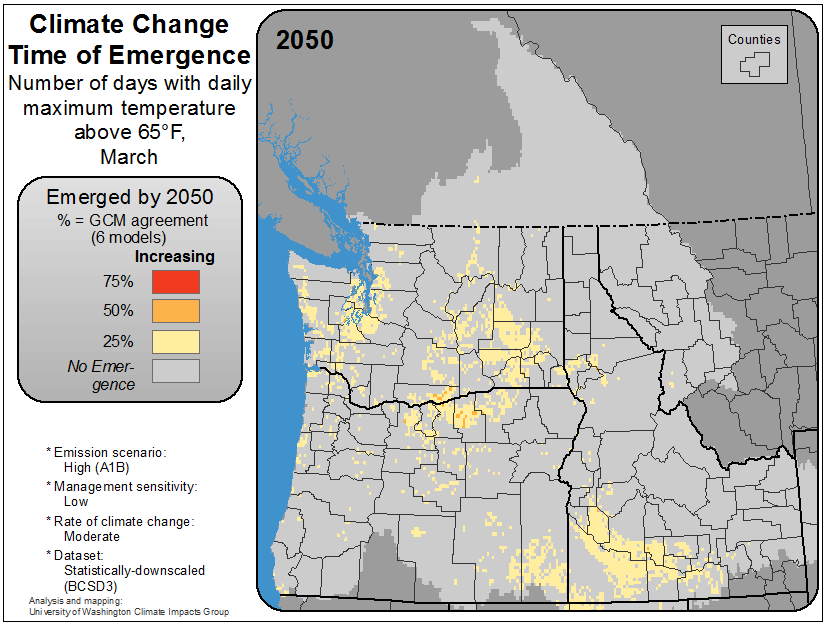 Climate Change
Time of Emergence
Number of days with daily
maximum temperature
above 65°F,
March
Emerged by 2050
% = GCM agreement
(6 models)
Increasing
75%
50%
25%
No Emer-
gence
* Emission scenario:
High (A1B)
* Management sensitivity:
Low
* Rate of climate change:
Moderate
* Dataset:
Statistically-downscaled
(BCSD3)
Analysis and mapping:
University of Washington Climate Impacts Group
2050
Counties